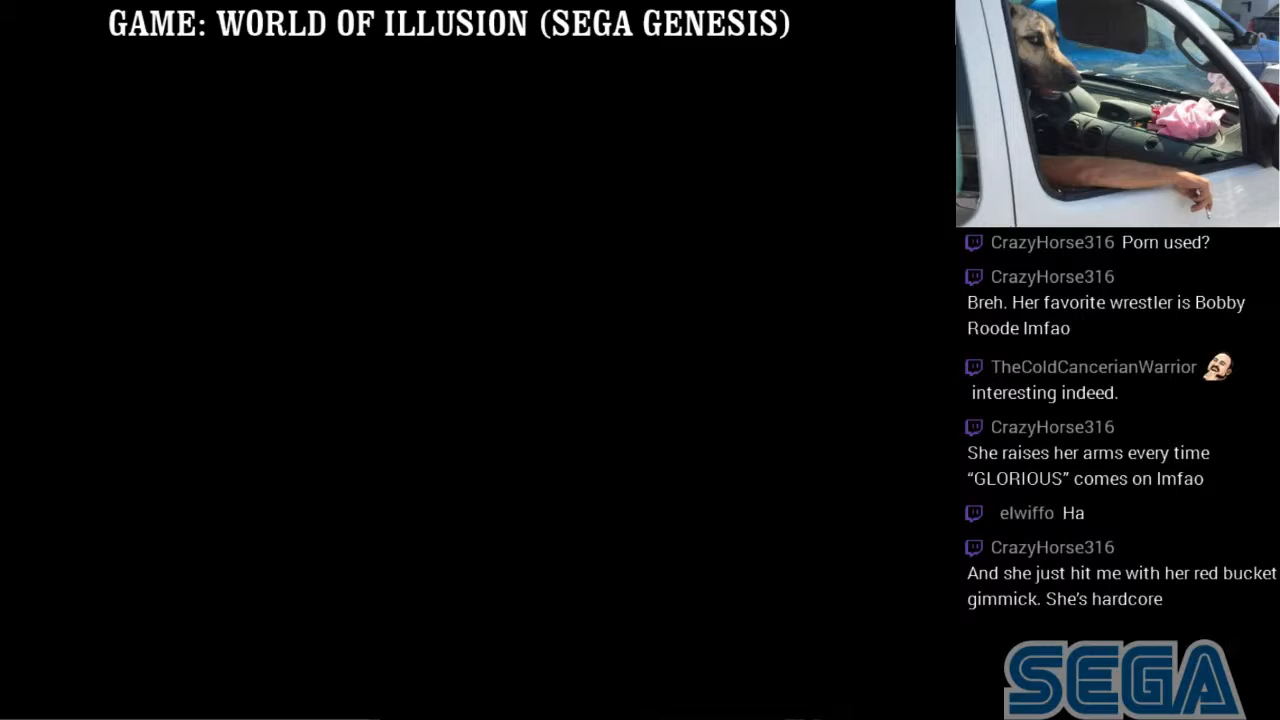 GAME: WORLD OF ILLUSION (SEGA GENESIS)
CrazyHorse316 Porn used?
CrazyHorse316
Breh. Her favorite wrestler is Bobby
Roode lmfao
TheColdCancerianWarrior
interesting indeed.
CrazyHorse316
She raises her arms every time
“GLORIOUS” comes on lmfao
elwiffo Ha
CrazyHorse316
And she just hit me with her red bucket
gimmick. She's hardcore
SEGA